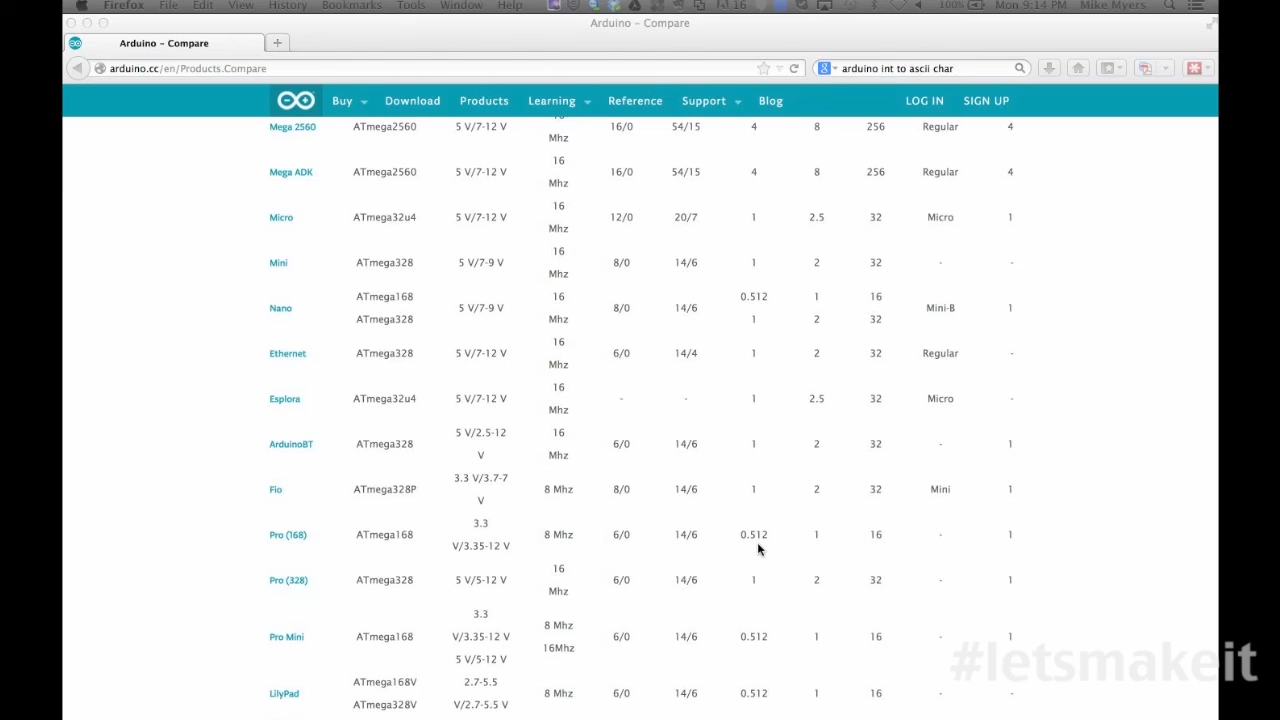 Firefox File Edit View History Bookmarks Tools Window Help 16 100% Mon 9:14 PM Mike Myers
Arduino - Compare
Arduino - Compare
arduino.cc/en/Products.Compare arduino int to ascii char
Buy Download Products Learning Reference Support Blog LOG IN SIGN UP
Mega 2560 ATmega2560 5 V/7-12 V Mhz 16/0 54/15 4 8 256 Regular 4
Mega ADK ATmega2560 5 V/7-12 V 16 Mhz 16/0 54/15 4 8 256 Regular 4
Micro ATmega32u4 5 V/7-12 V 16 Mhz 12/0 20/7 1 2.5 32 Micro 1
Mini ATmega328 5 V/7-9 V 16 Mhz 8/0 14/6 1 2 32 - -
Nano ATmega168 ATmega328 5 V/7-9 V 16 Mhz 8/0 14/6 0.512 1 1 2 16 32 Mini-B 1
Ethernet ATmega328 5 V/7-12 V 16 Mhz 6/0 14/4 1 2 32 Regular -
Esplora ATmega32u4 5 V/7-12 V 16 Mhz - - 1 2.5 32 Micro -
ArduinoBT ATmega328 5 V/2.5-12 V 16 Mhz 6/0 14/6 1 2 32 - 1
Fio ATmega328P 3.3 V/3.7-7 V 8 Mhz 8/0 14/6 1 2 32 Mini 1
Pro (168) ATmega168 3.3 V/3.35-12 V 8 Mhz 6/0 14/6 0.512 1 16 - 1
Pro (328) ATmega328 5 V/5-12 V 16 Mhz 6/0 14/6 1 2 32 - 1
Pro Mini ATmega168 3.3 V/3.35-12 V 5 V/5-12 V 8 Mhz 16Mhz 6/0 14/6 0.512 1 16 - 1
LilyPad ATmega168V ATmega328V 2.7-5.5 V/2.7-5.5 V 8 Mhz 6/0 14/6 0.512 1 16 - -
#letsmakeit